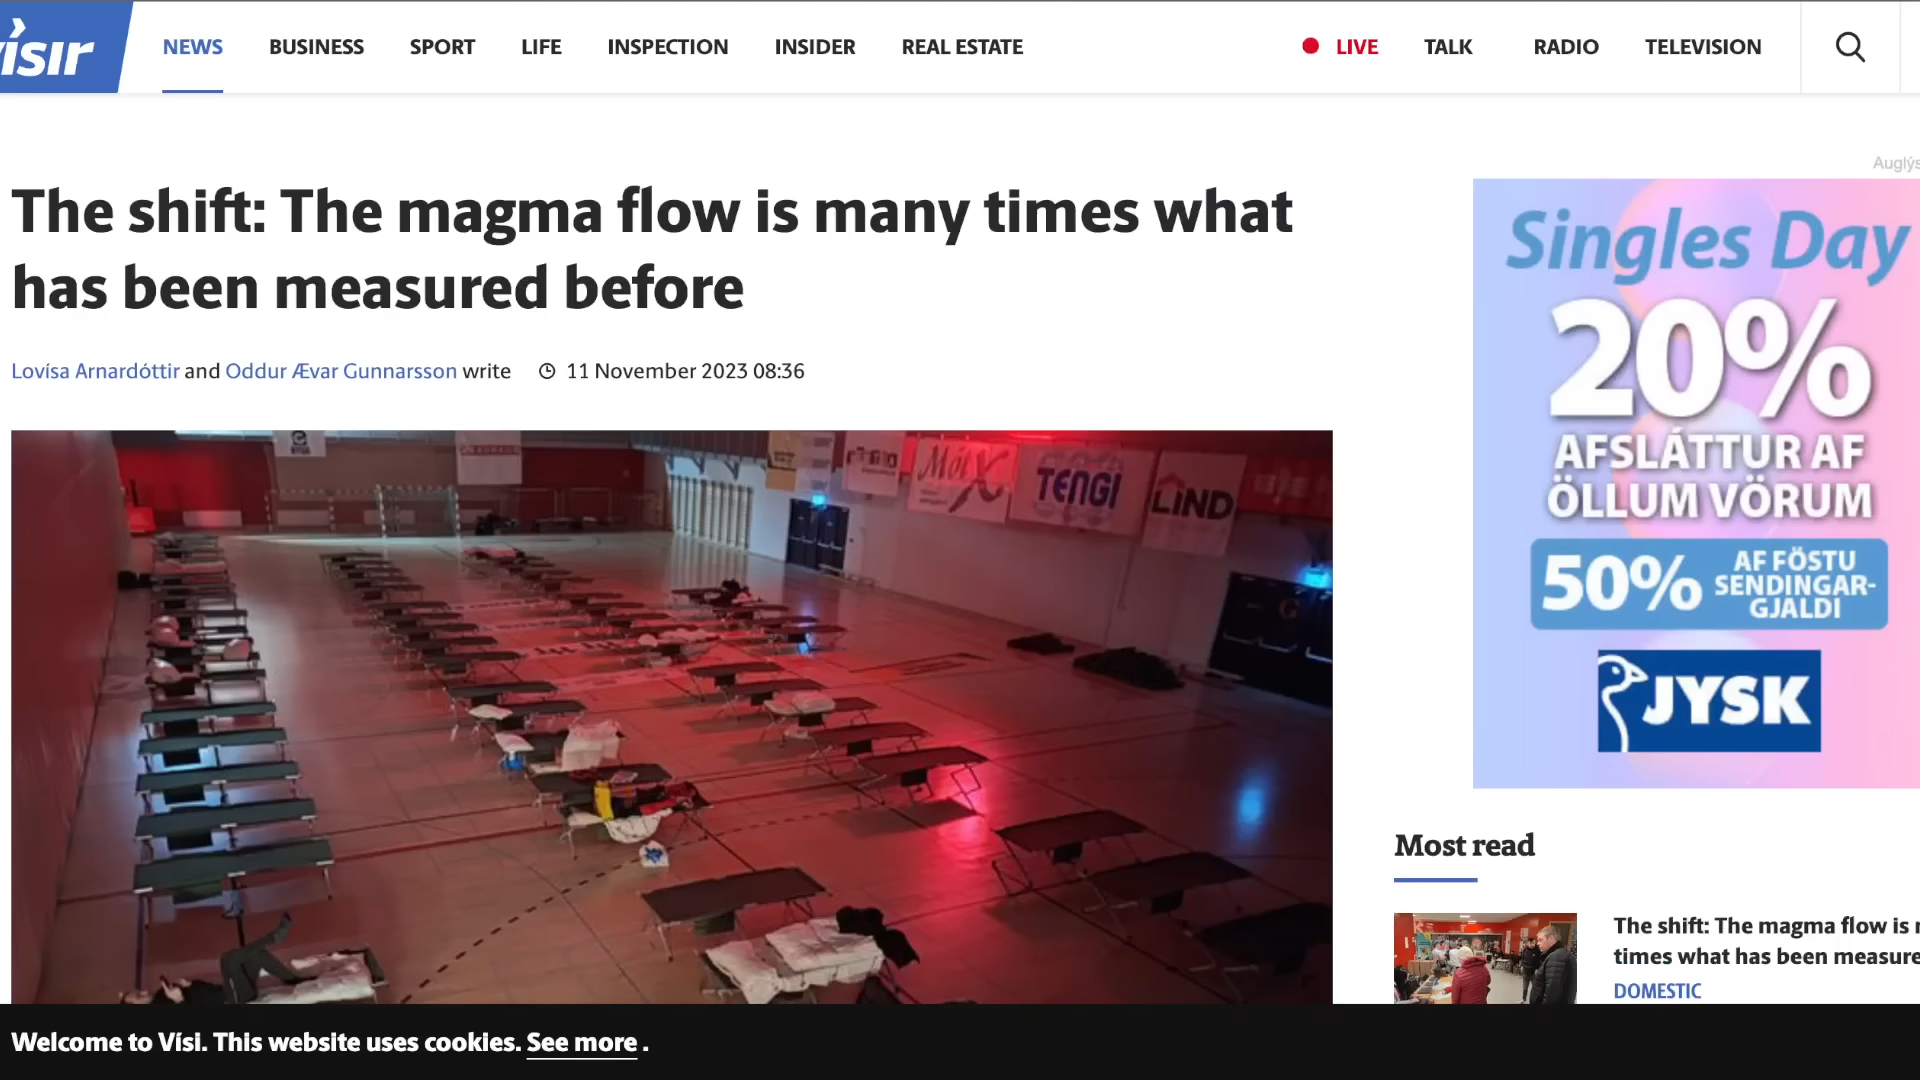 vísir
NEWS BUSINESS SPORT LIFE INSPECTION INSIDER REAL ESTATE LIVE TALK RADIO TELEVISION
The shift: The magma flow is many times what
has been measured before
Lovísa Arnardóttir and Oddur Ævar Gunnarsson write 11 November 2023 08:36
Mót X
TENGI
LIND
G
Auglýs
Singles Day
20%
AFSLÁTTUR AF
ÖLLUM VÖRUM
50% AF FÖSTU
SENDINGAR-
GJALDI
JYSK
Most read
The shift: The magma flow is
times what has been measure
DOMESTIC
Welcome to Vísi. This website uses cookies. See more .